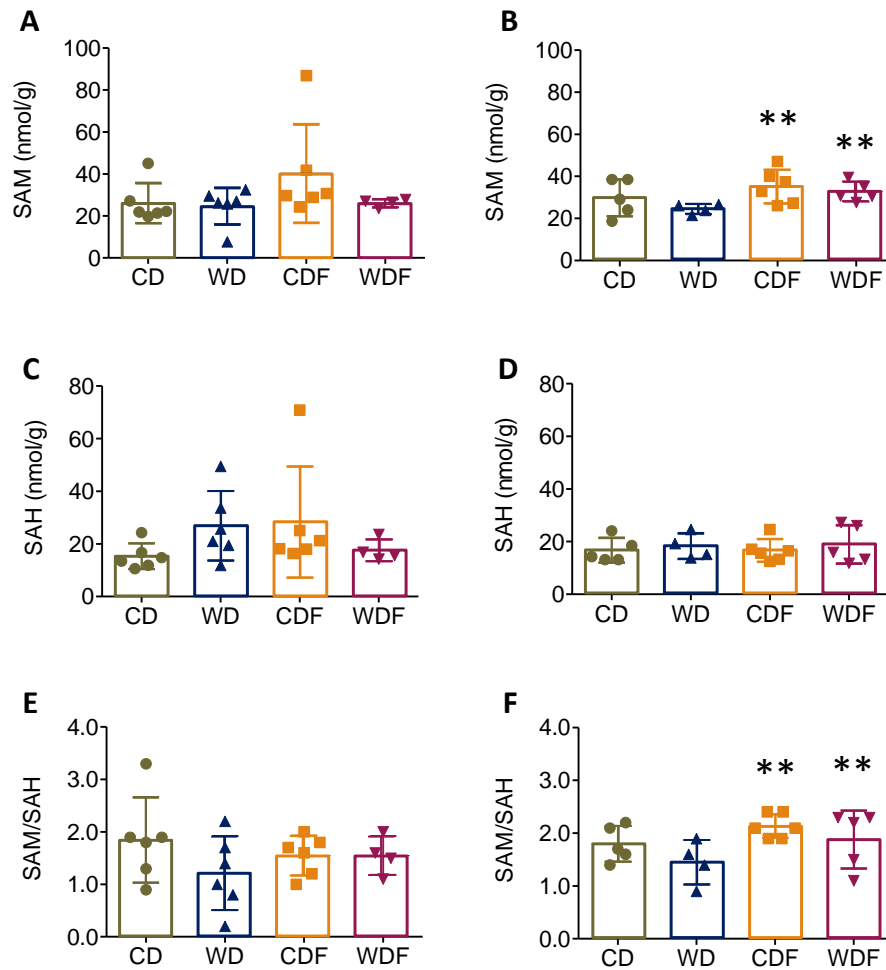 A
SAM (nmol/g)
100
80
60
40
20
0
CD WD CDF WDF
B
SAM (nmol/g)
100
80
60
40
20
0
** **
CD WD CDF WDF
C
SAH (nmol/g)
80
60
40
20
0
CD WD CDF WDF
D
SAH (nmol/g)
80
60
40
20
0
CD WD CDF WDF
E
SAM/SAH
4.0
3.0
2.0
1.0
0.0
CD WD CDF WDF
F
SAM/SAH
4.0
3.0
2.0
1.0
0.0
** **
CD WD CDF WDF